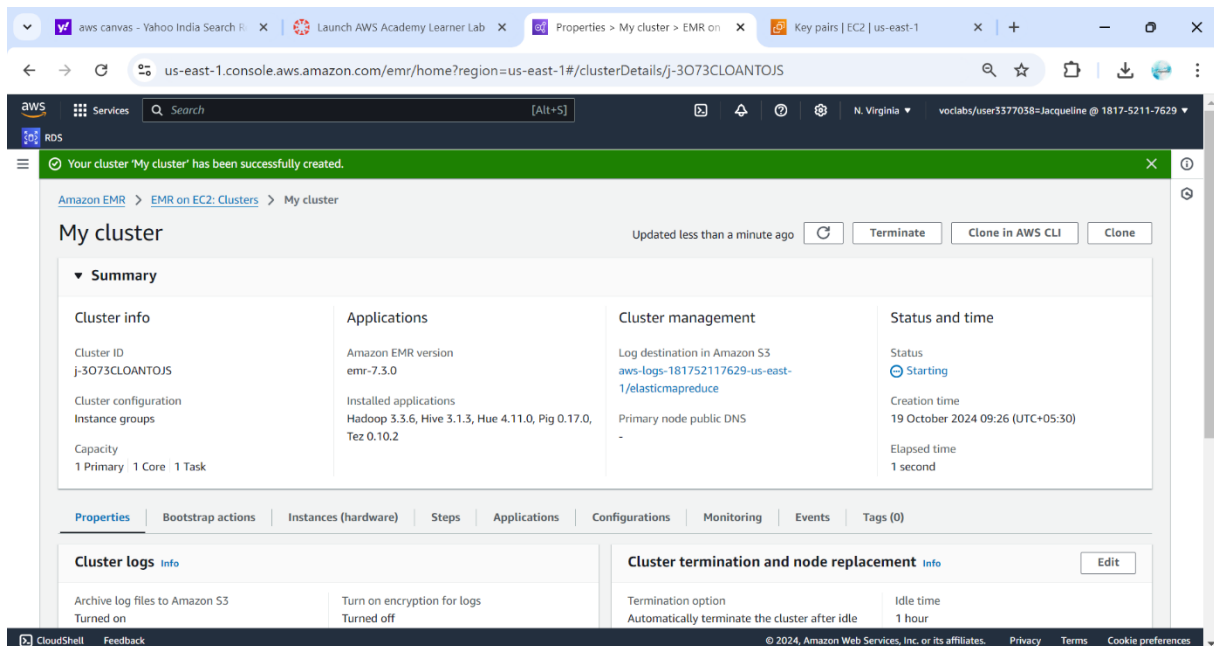 aws canvas - Yahoo India Search R
Launch AWS Academy Learner Lab
Properties > My cluster > EMR on
Key pairs | EC2 | us-east-1
us-east-1.console.aws.amazon.com/emr/home?region=us-east-1#/clusterDetails/j-3O73CLOANTOJS
aws Services Search [Alt+S] N. Virginia voclabs/user3377038=Jacqueline @ 1817-5211-7629
RDS
Your cluster 'My cluster' has been successfully created.
Amazon EMR > EMR on EC2: Clusters > My cluster
My cluster
Updated less than a minute ago
Terminate
Clone in AWS CLI
Clone
Summary
Cluster info
Cluster ID
j-3O73CLOANTOJS
Cluster configuration
Instance groups
Capacity
1 Primary 1 Core 1 Task
Applications
Amazon EMR version
emr-7.3.0
Installed applications
Hadoop 3.3.6, Hive 3.1.3, Hue 4.11.0, Pig 0.17.0,
Tez 0.10.2
Cluster management
Log destination in Amazon S3
aws-logs-181752117629-us-east-
1/elasticmapreduce
Primary node public DNS
-
Status and time
Status
Starting
Creation time
19 October 2024 09:26 (UTC+05:30)
Elapsed time
1 second
Properties Bootstrap actions Instances (hardware) Steps Applications Configurations Monitoring Events Tags (0)
Cluster logs Info
Archive log files to Amazon S3
Turned on
Turn on encryption for logs
Turned off
Cluster termination and node replacement Info
Edit
Termination option
Automatically terminate the cluster after idle
Idle time
1 hour
CloudShell Feedback © 2024, Amazon Web Services, Inc. or its affiliates. Privacy Terms Cookie preferences